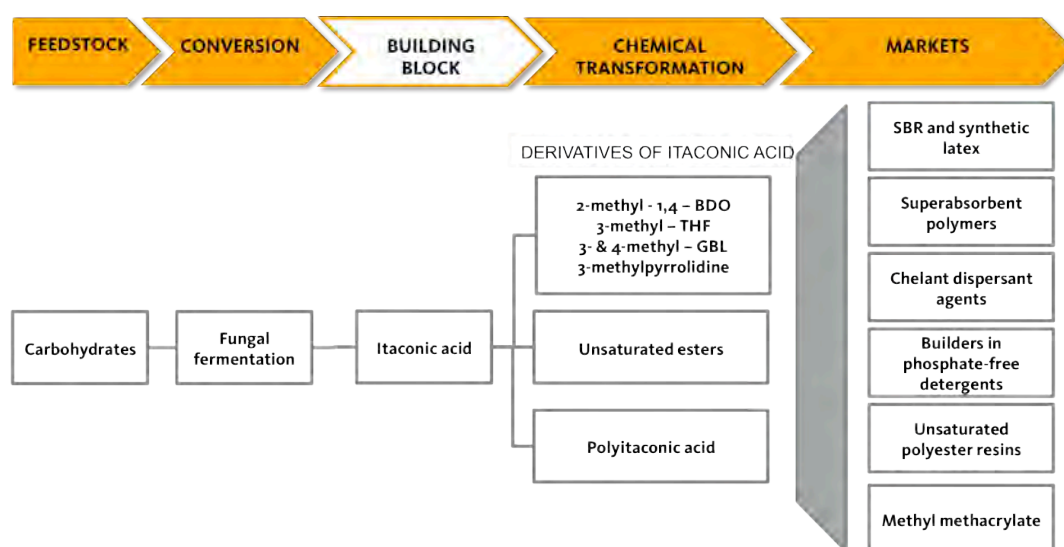 FEEDSTOCK
CONVERSION
BUILDING
BLOCK
CHEMICAL
TRANSFORMATION
MARKETS
DERIVATIVES OF ITACONIC ACID
Carbohydrates
Fungal
fermentation
Itaconic acid
2-methyl - 1,4 – BDO
3-methyl – THF
3- & 4-methyl – GBL
3-methylpyrrolidine
Unsaturated esters
Polyitaconic acid
SBR and synthetic
latex
Superabsorbent
polymers
Chelant dispersant
agents
Builders in
phosphate-free
detergents
Unsaturated
polyester resins
Methyl methacrylate